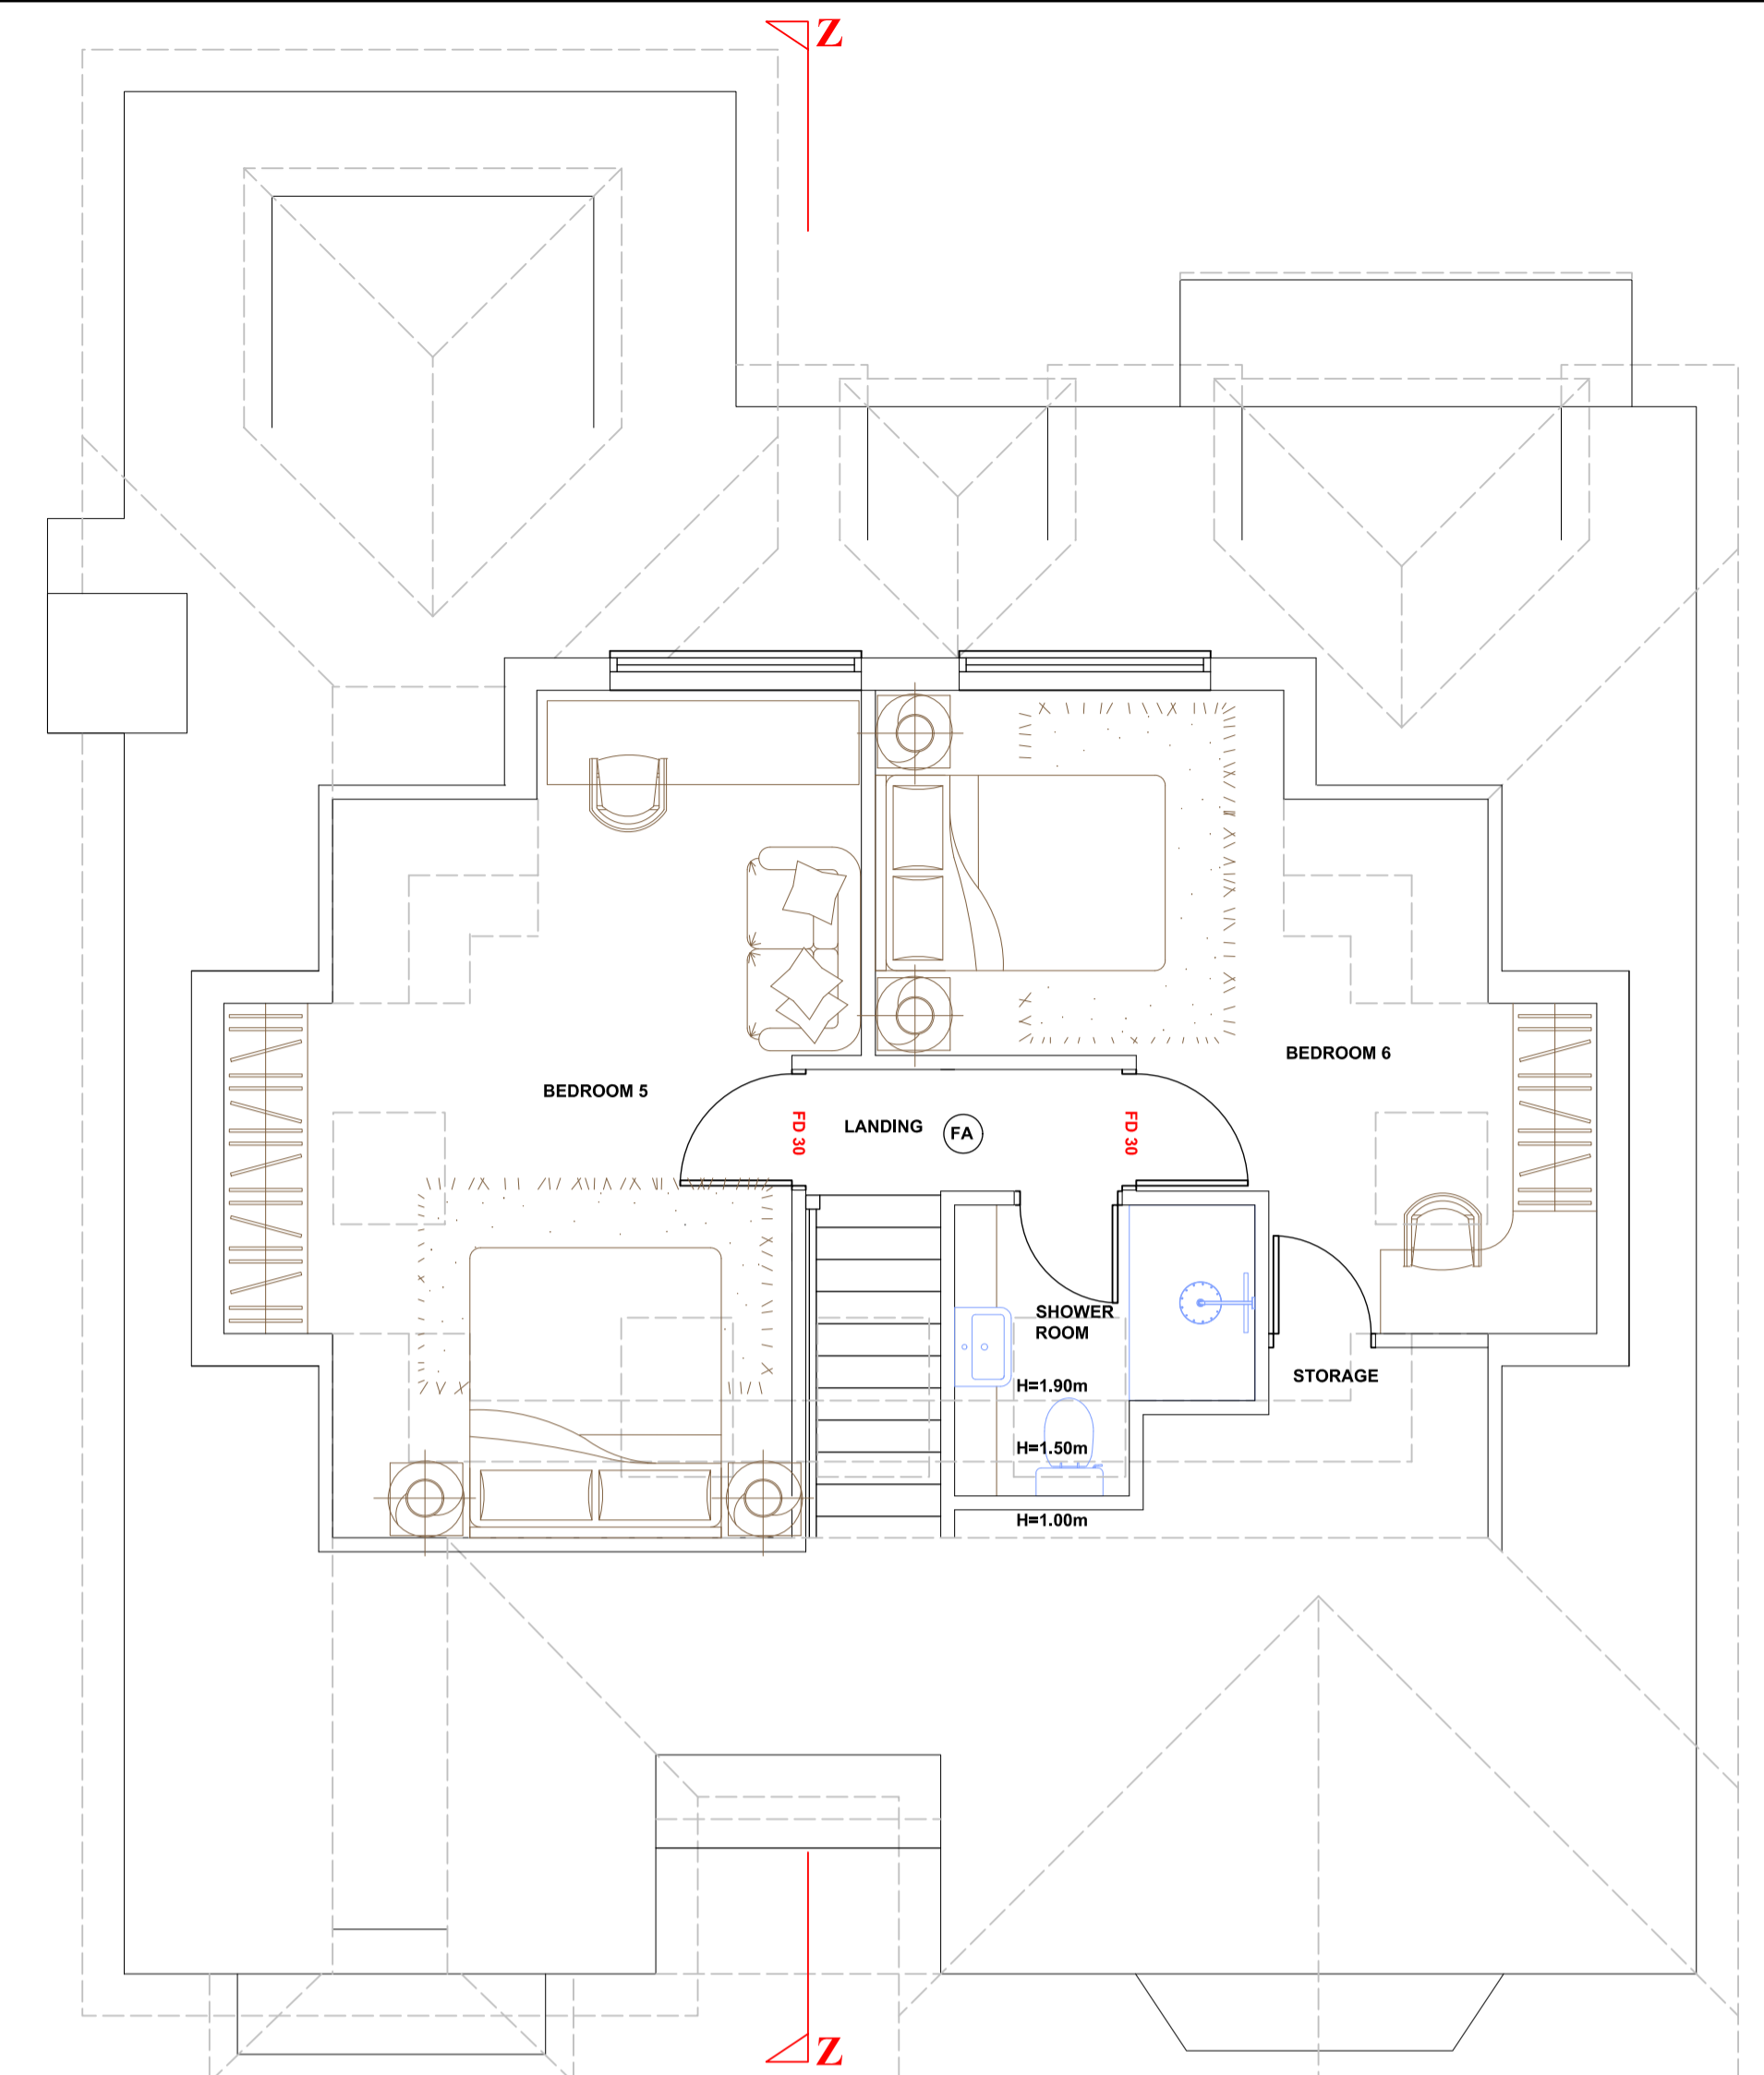 Z
BEDROOM 6
BEDROOM 5
FD 30
LANDING
FA
FD 30
SHOWER
ROOM
STORAGE
H=1.90m
H=1.50m
H=1.00m
Z